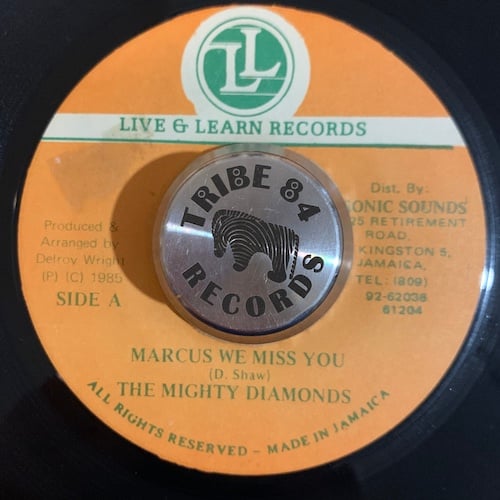 LL
LIVE & LEARN RECORDS
Produced &
Arranged by
Delroy Wright
(P) (C) 1985
SIDE A
TRIBE 84
RECORDS
Dist. By:
SONIC SOUNDS
25 RETIREMENT
ROAD,
KINGSTON 5,
JAMAICA,
TEL: (809)
92-62036
61204
MARCUS WE MISS YOU
(D. Shaw)
THE MIGHTY DIAMONDS
ALL RIGHTS RESERVED - MADE IN JAMAICA